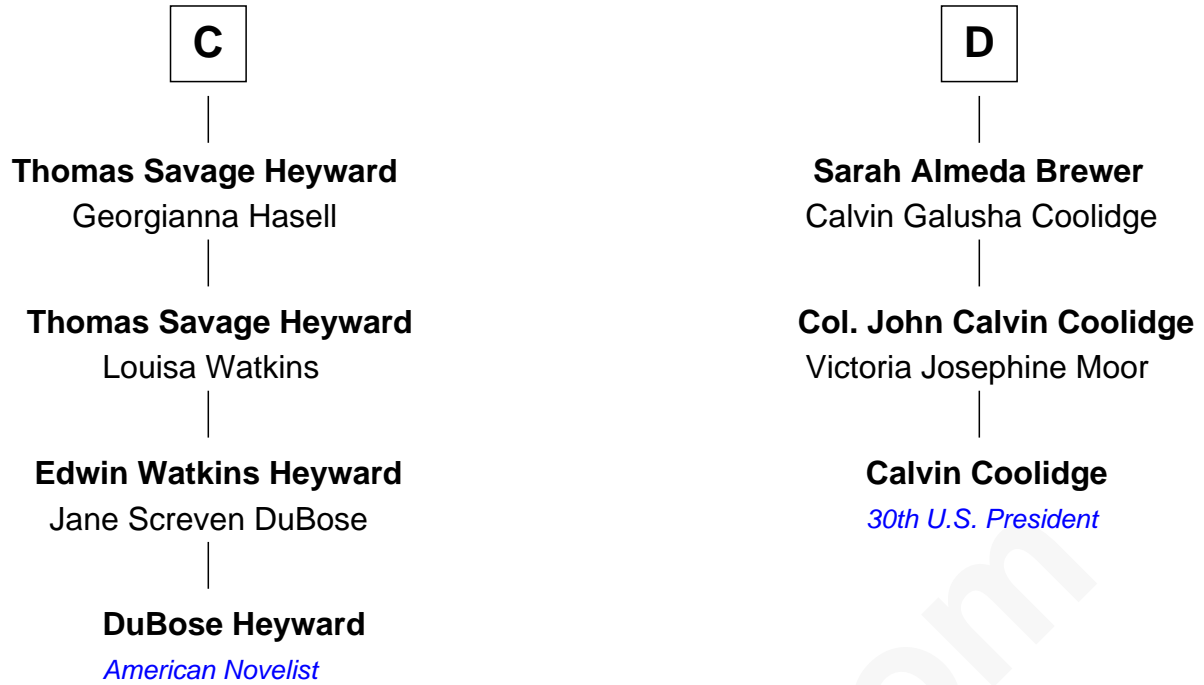 C
Thomas Savage Heyward
Georgianna Hasell
Thomas Savage Heyward
Louisa Watkins
Edwin Watkins Heyward
Jane Screven DuBose
DuBose Heyward
American Novelist
D
Sarah Almeda Brewer
Calvin Galusha Coolidge
Col. John Calvin Coolidge
Victoria Josephine Moor
Calvin Coolidge
30th U.S. President
om